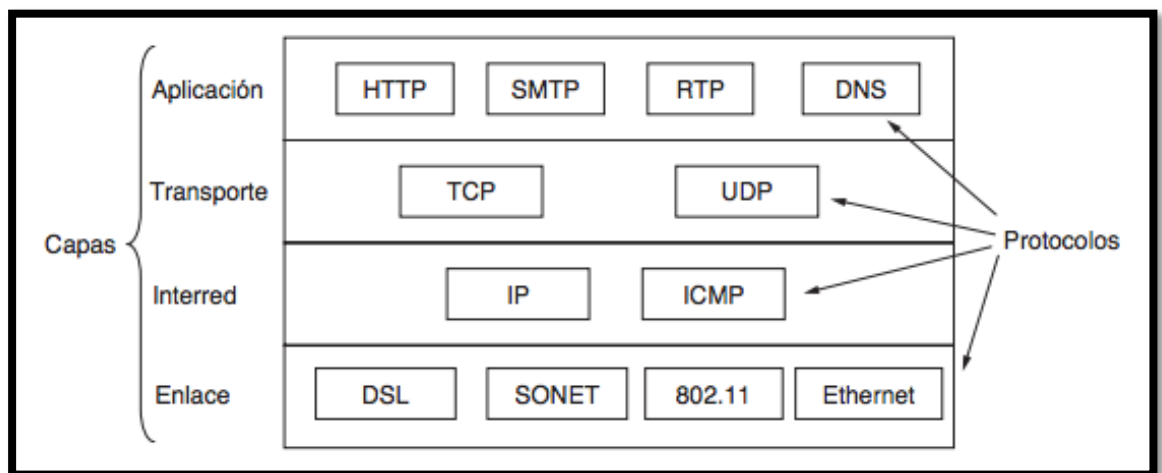 Aplicación HTTP SMTP RTP DNS
Transporte TCP UDP
Capas Protocolos
Interred IP ICMP
Enlace DSL SONET 802.11 Ethernet